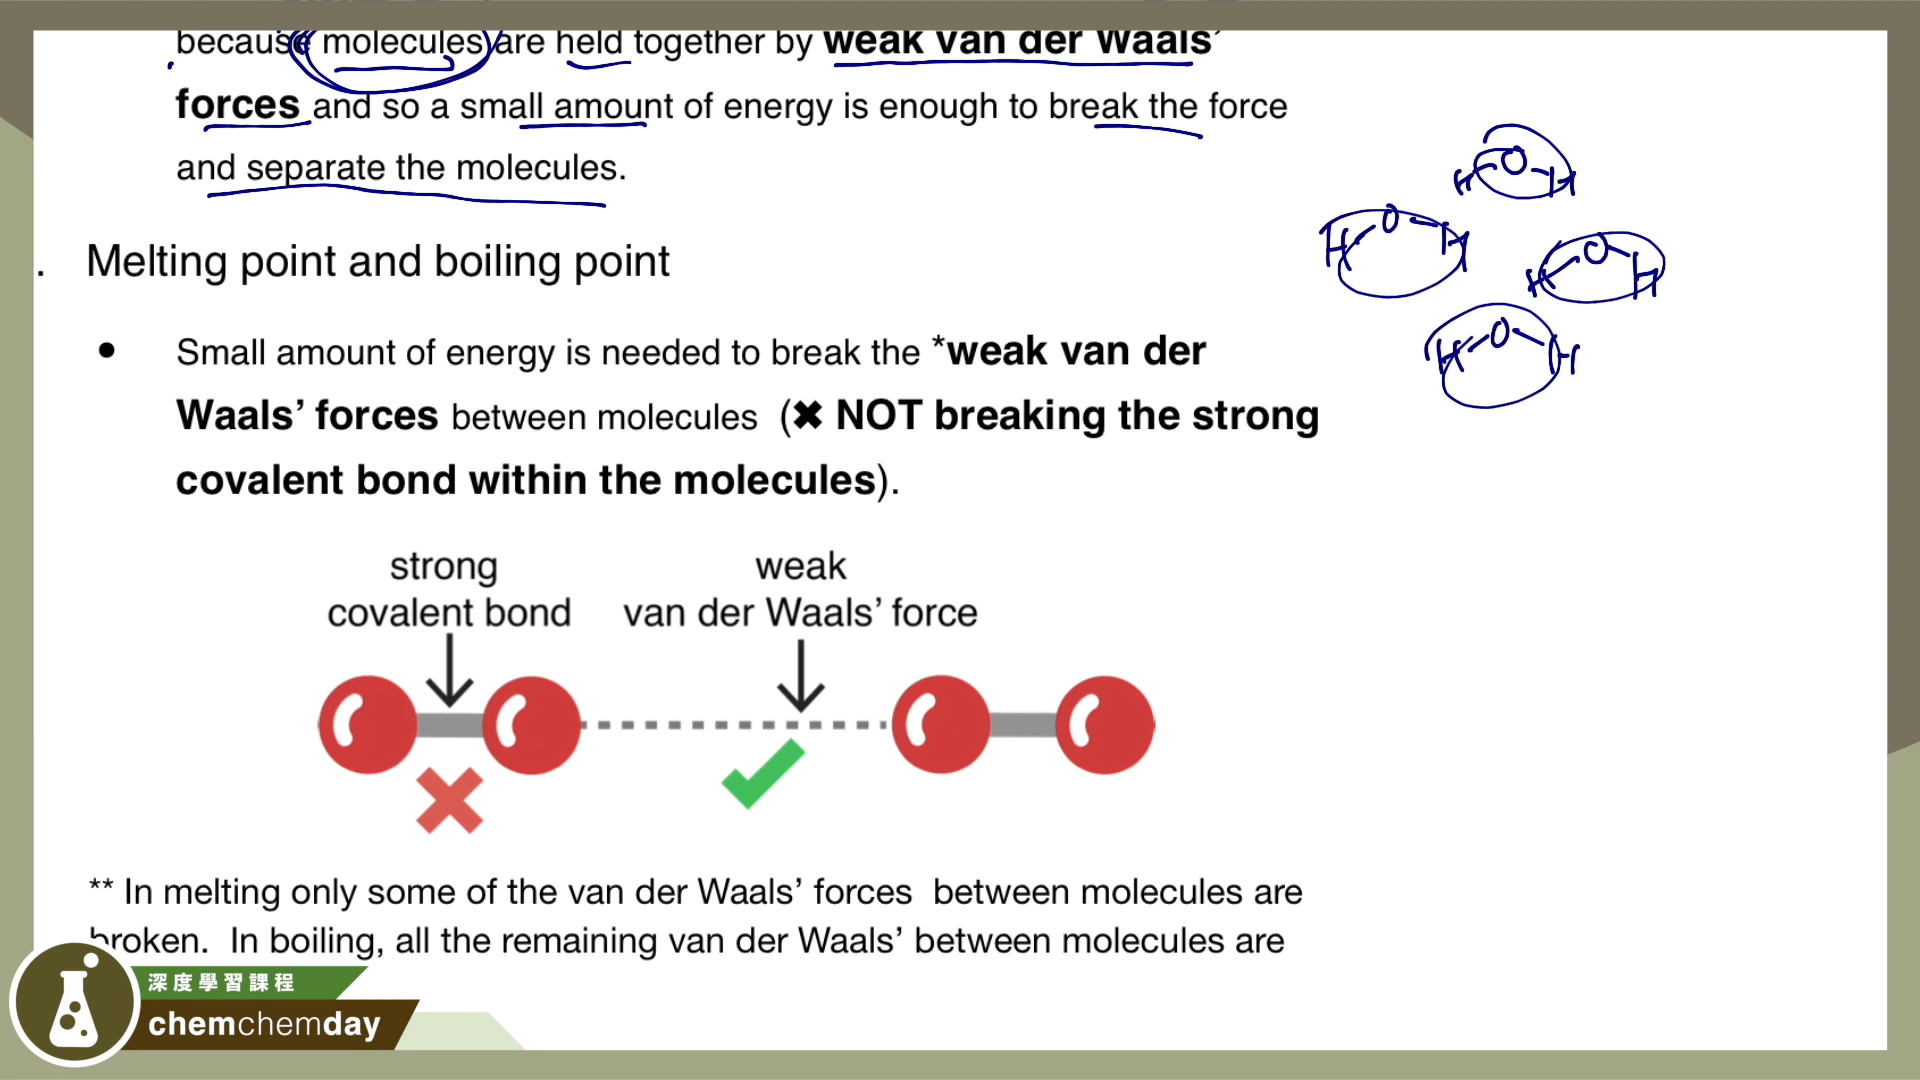 because molecules are held together by weak van der Waals'
forces and so a small amount of energy is enough to break the force
and separate the molecules.
H O H
H O H
H O H
H O H
. Melting point and boiling point
• Small amount of energy is needed to break the *weak van der
Waals’ forces between molecules (✖ NOT breaking the strong
covalent bond within the molecules).
strong
covalent bond
weak
van der Waals’ force
** In melting only some of the van der Waals’ forces between molecules are
broken. In boiling, all the remaining van der Waals’ between molecules are
深度學習課程
chemchemday